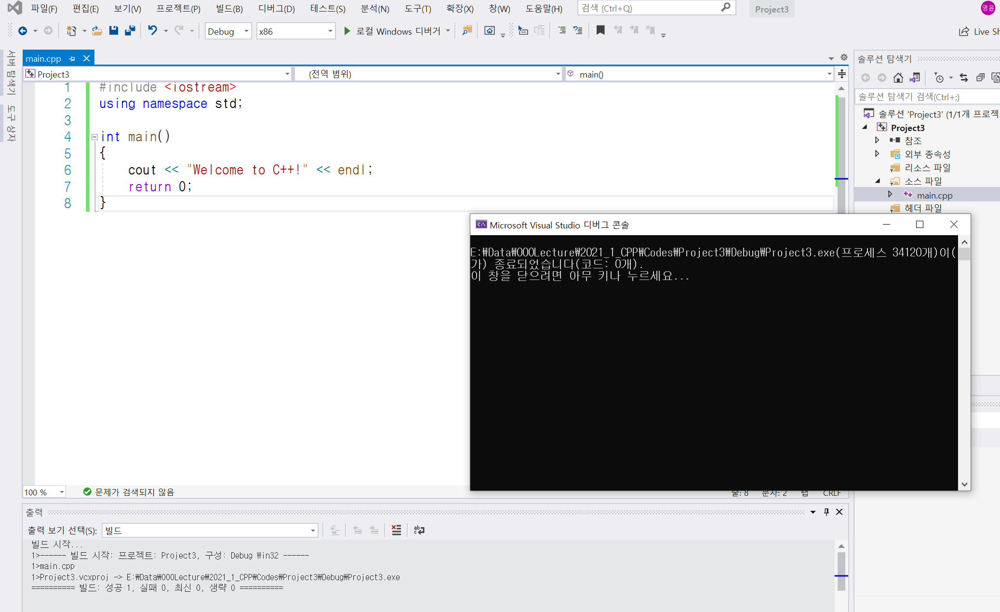 파일(F) 편집(E) 보기(V) 프로젝트(P) 빌드(B) 디버그(D) 테스트(S) 분석(N) 도구(T) 확장(X) 창(W) 도움말(H) 검색 (Ctrl+Q) Project3 영윤
Debug x86 로컬 Windows 디버거 Live Sh
서버 탐색기
도구 상자
main.cpp
Project3 (전역 범위) main()
1 #include <iostream>
2 using namespace std;
3
4 int main()
5 {
6 cout << "Welcome to C++!" << endl;
7 return 0;
8 }
100 % 문제가 검색되지 않음 줄: 8 문자: 2 탭 CRLF
솔루션 탐색기
솔루션 탐색기 검색(Ctrl+;)
솔루션 'Project3' (1/1개 프로젝트
Project3
참조
외부 종속성
리소스 파일
소스 파일
main.cpp
헤더 파일
Microsoft Visual Studio 디버그 콘솔
E:\Data\000Lecture\2021_1_CPP\Codes\Project3\Debug\Project3.exe(프로세스 34120개)이(
가) 종료되었습니다(코드: 0개).
이 창을 닫으려면 아무 키나 누르세요...
출력
출력 보기 선택(S): 빌드
빌드 시작...
1>------ 빌드 시작: 프로젝트: Project3, 구성: Debug Win32 ------
1>main.cpp
1>Project3.vcxproj -> E:\Data\000Lecture\2021_1_CPP\Codes\Project3\Debug\Project3.exe
========== 빌드: 성공 1, 실패 0, 최신 0, 생략 0 ==========